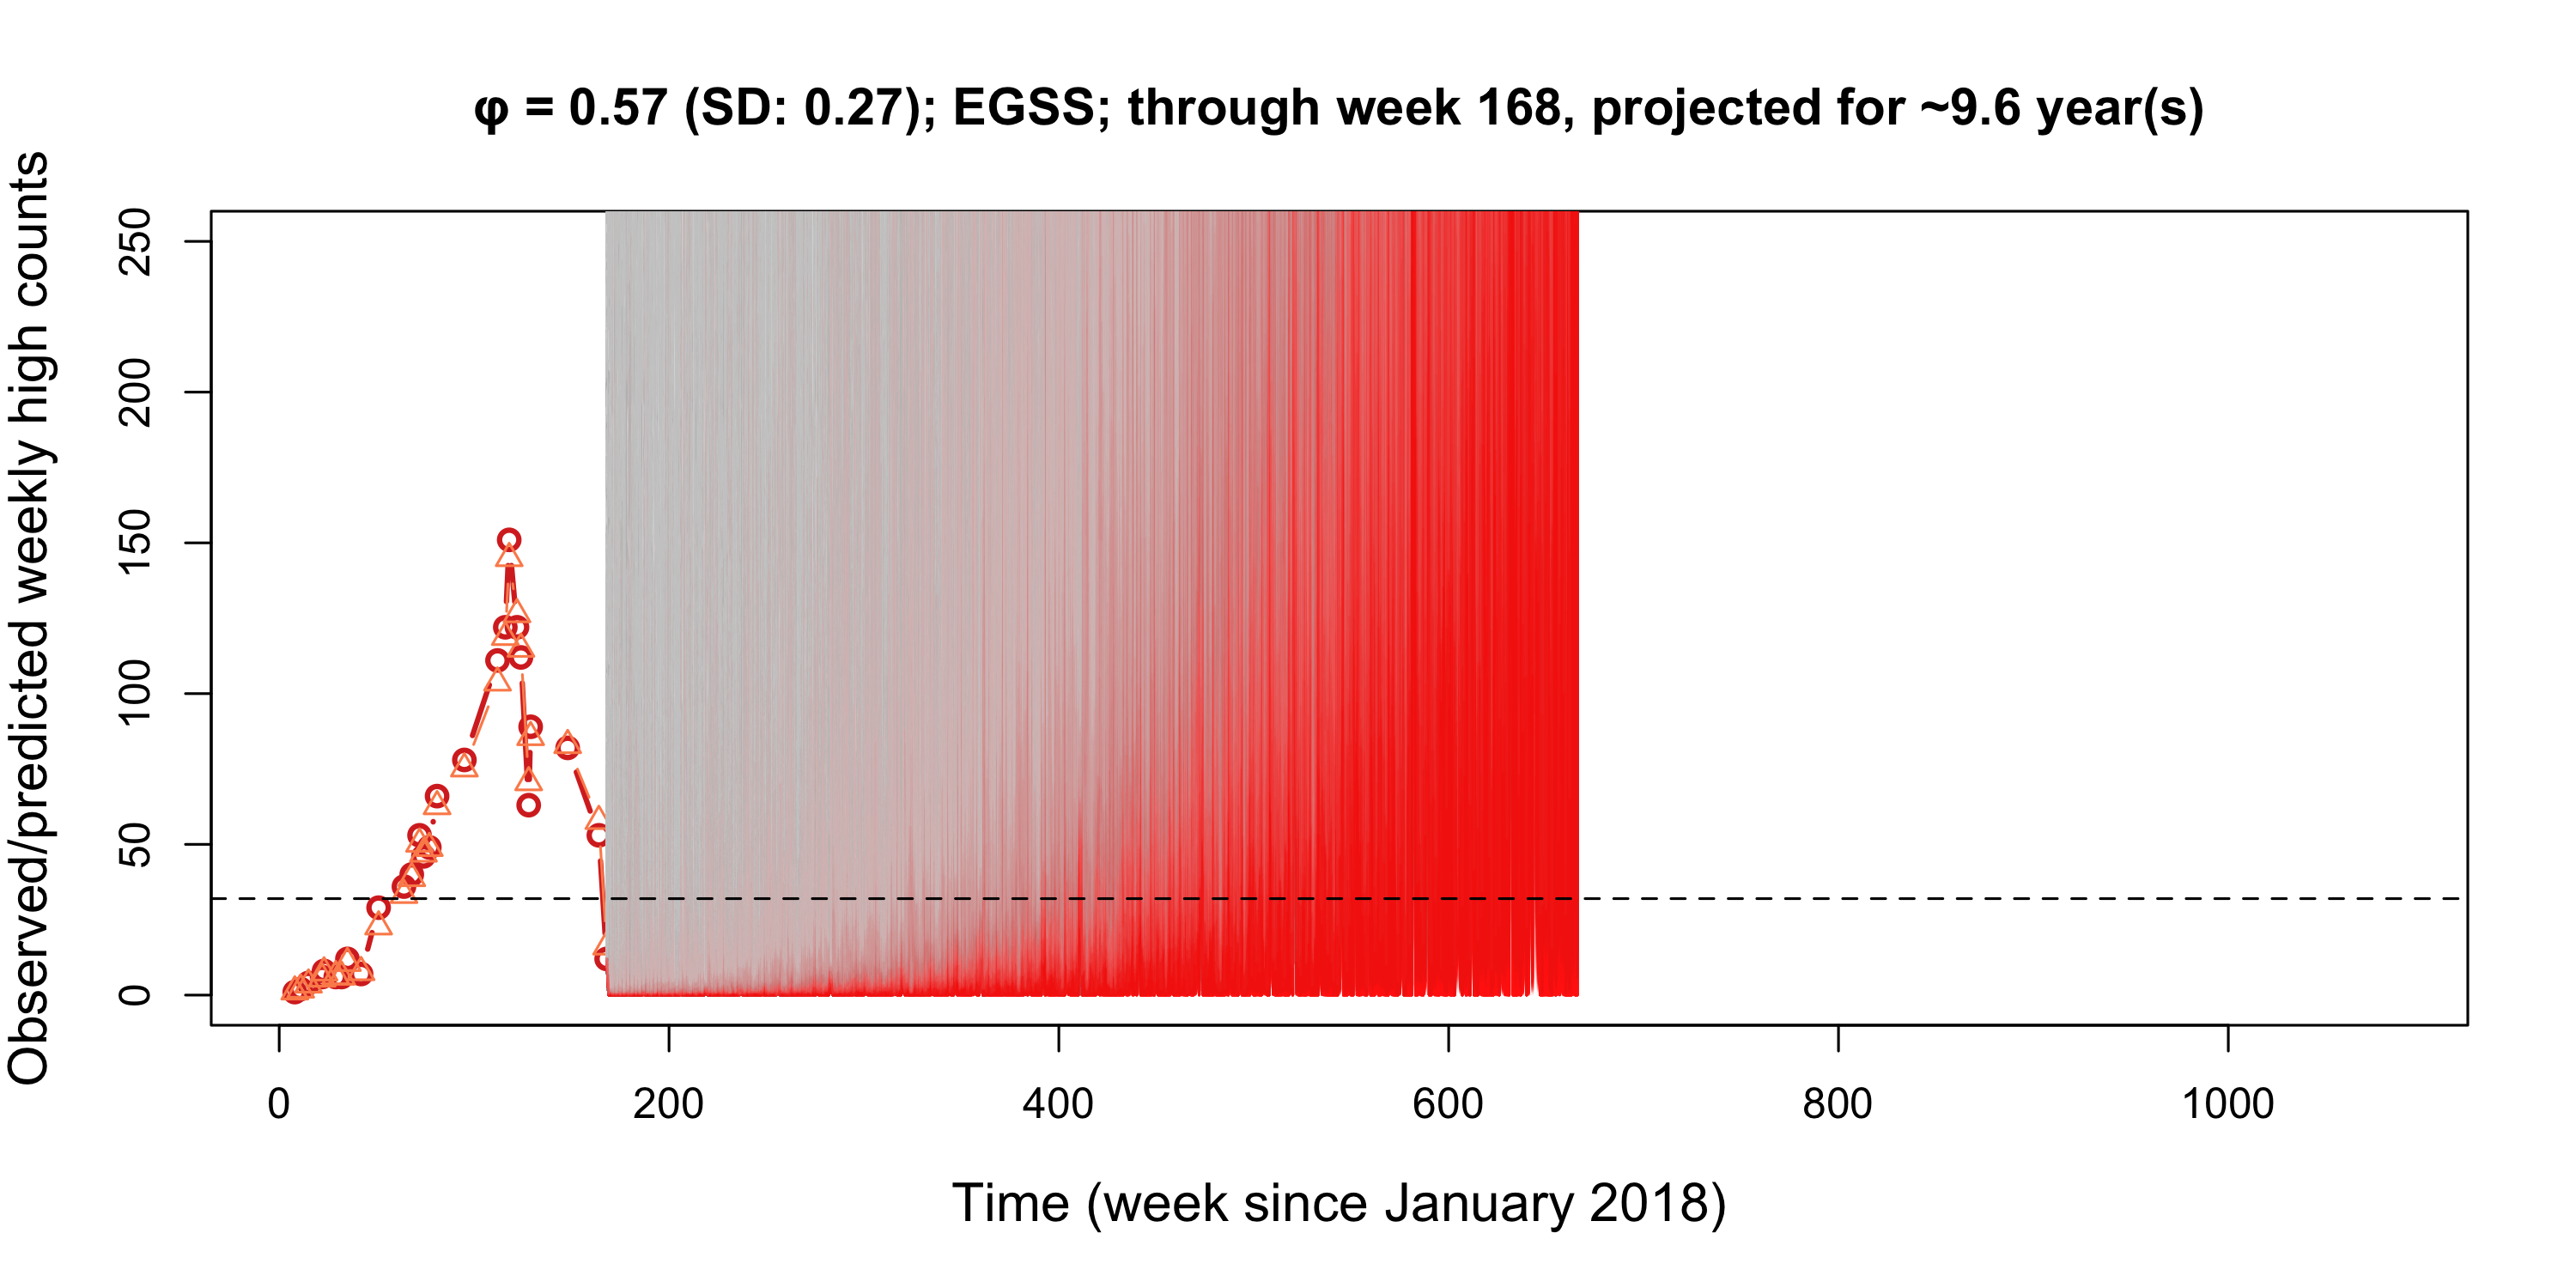 φ = 0.57 (SD: 0.27); EGSS; through week 168, projected for ~9.6 year(s)
Observed/predicted weekly high counts
250
200
150
100
50
0
0 200 400 600 800 1000
Time (week since January 2018)